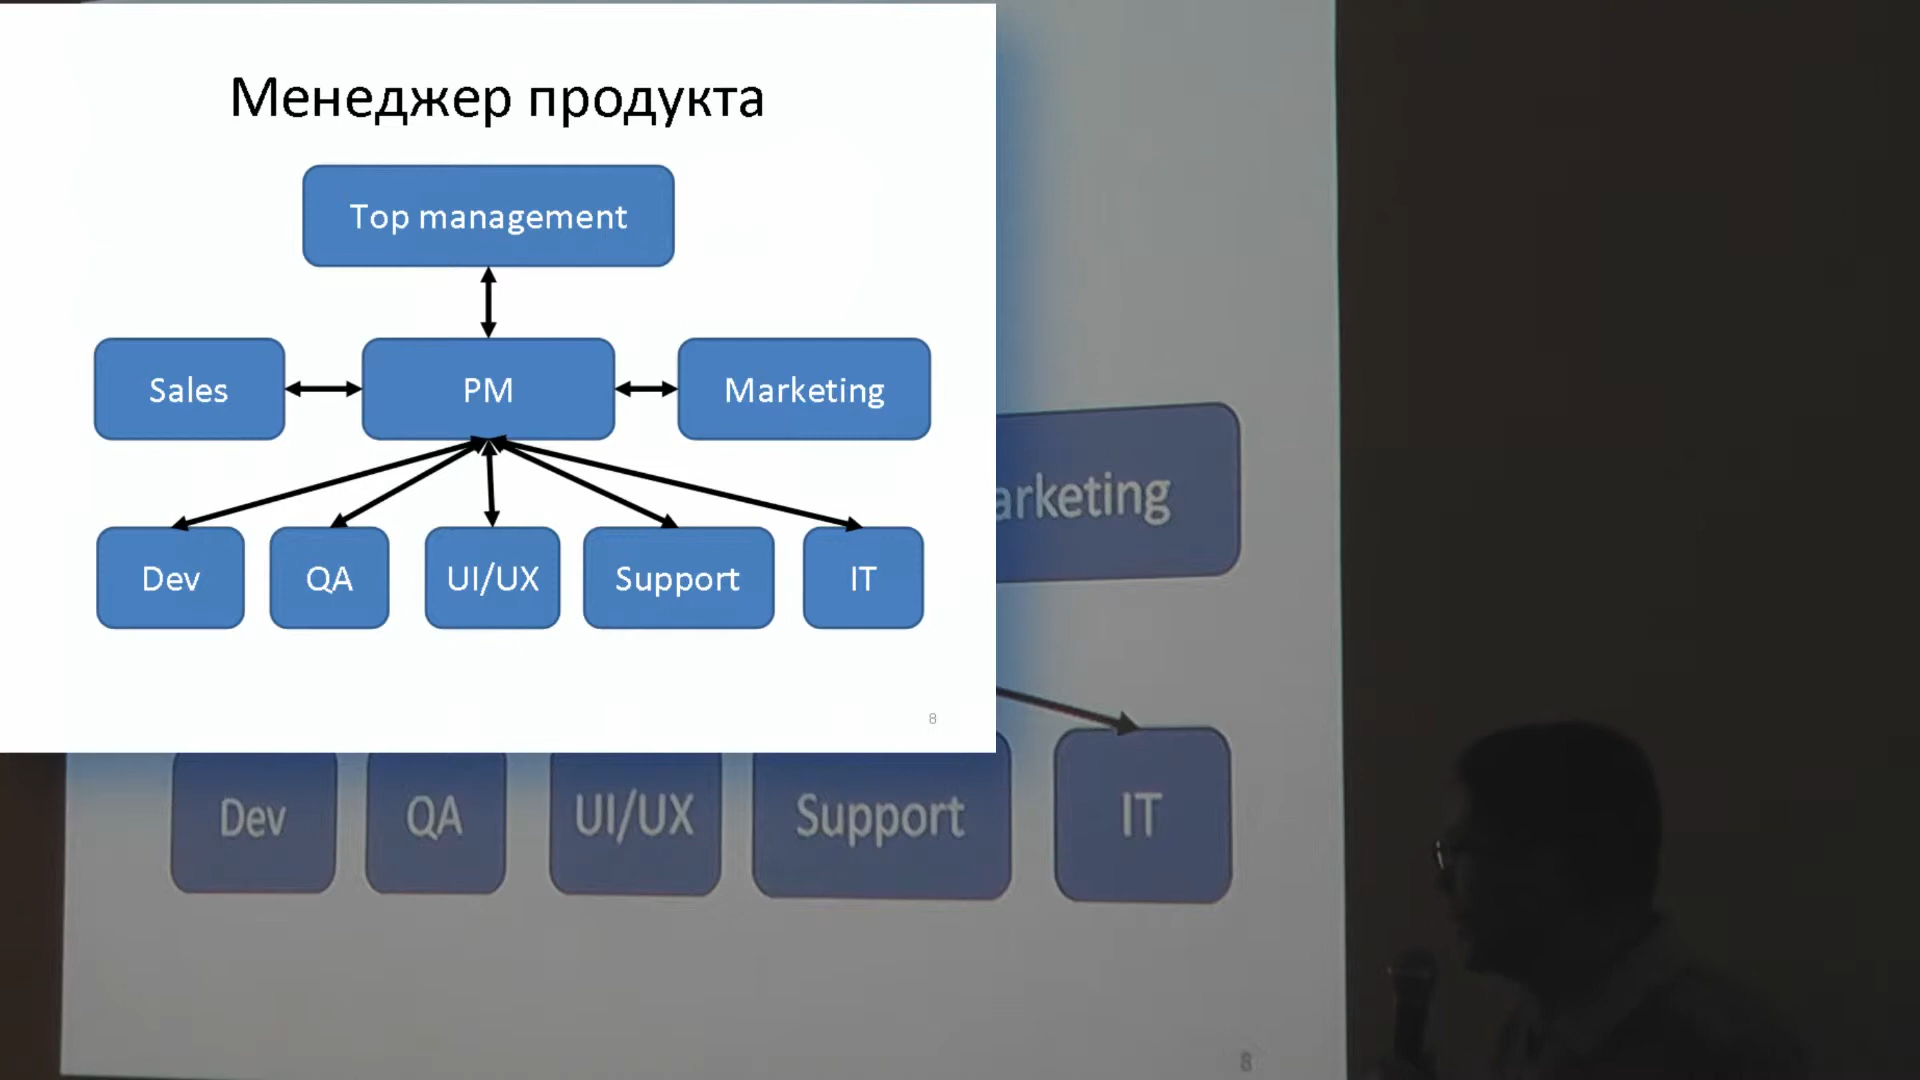 Менеджер продукта
Top management
Sales
PM
Marketing
Dev
QA
UI/UX
Support
IT
8
arketing
Dev
QA
UI/UX
Support
IT
8